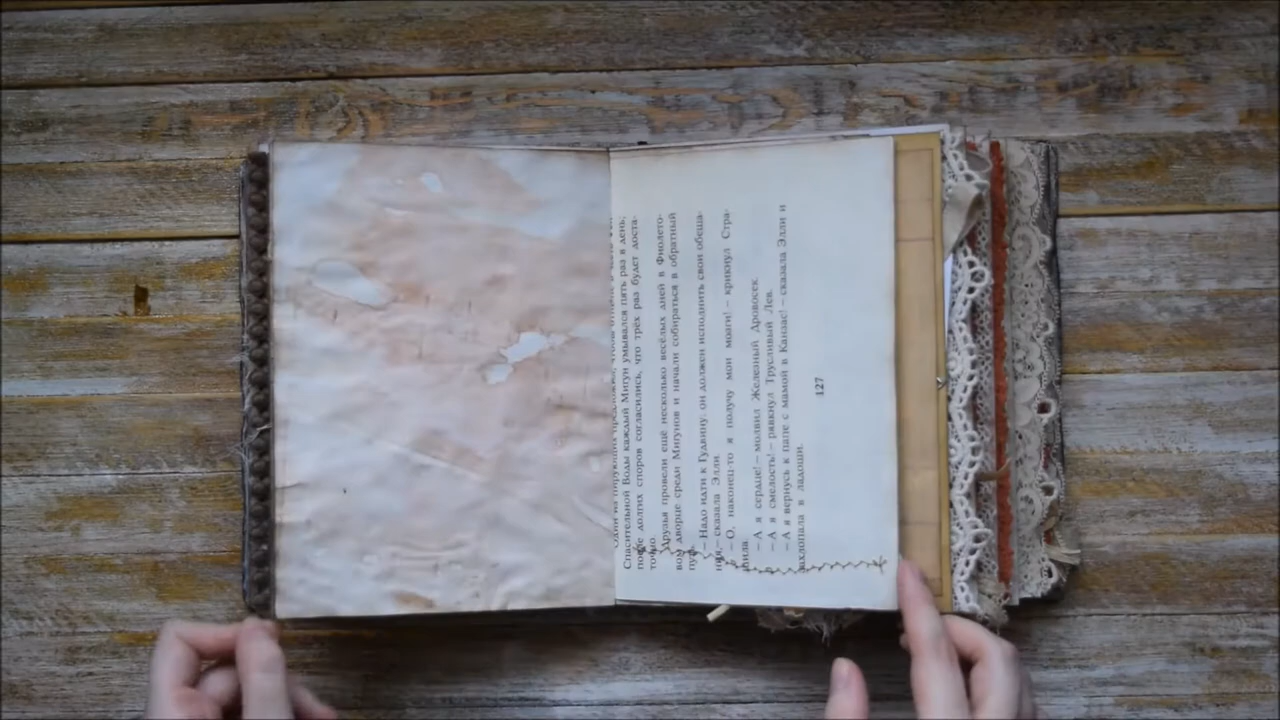 Спасительной Воды каждый Мигун умывался пять раз в день;
после долгих споров согласились, что трёх раз будет доста-
точно.
Друзья провели ещё несколько весёлых дней в Фиолето-
вом дворце среди Мигунов и начали собираться в обратный
путь.
— Надо идти к Гудвину: он должен исполнить свои обеща-
ния,— сказала Элли.
— О, наконец-то я получу мои мозги! — крикнул Стра-
шила.
— А я сердце! — молвил Железный Дровосек.
— А я смелость! — рявкнул Трусливый Лев.
— А я вернусь к папе с мамой в Канзас! — сказала Элли и
захлопала в ладоши.
127